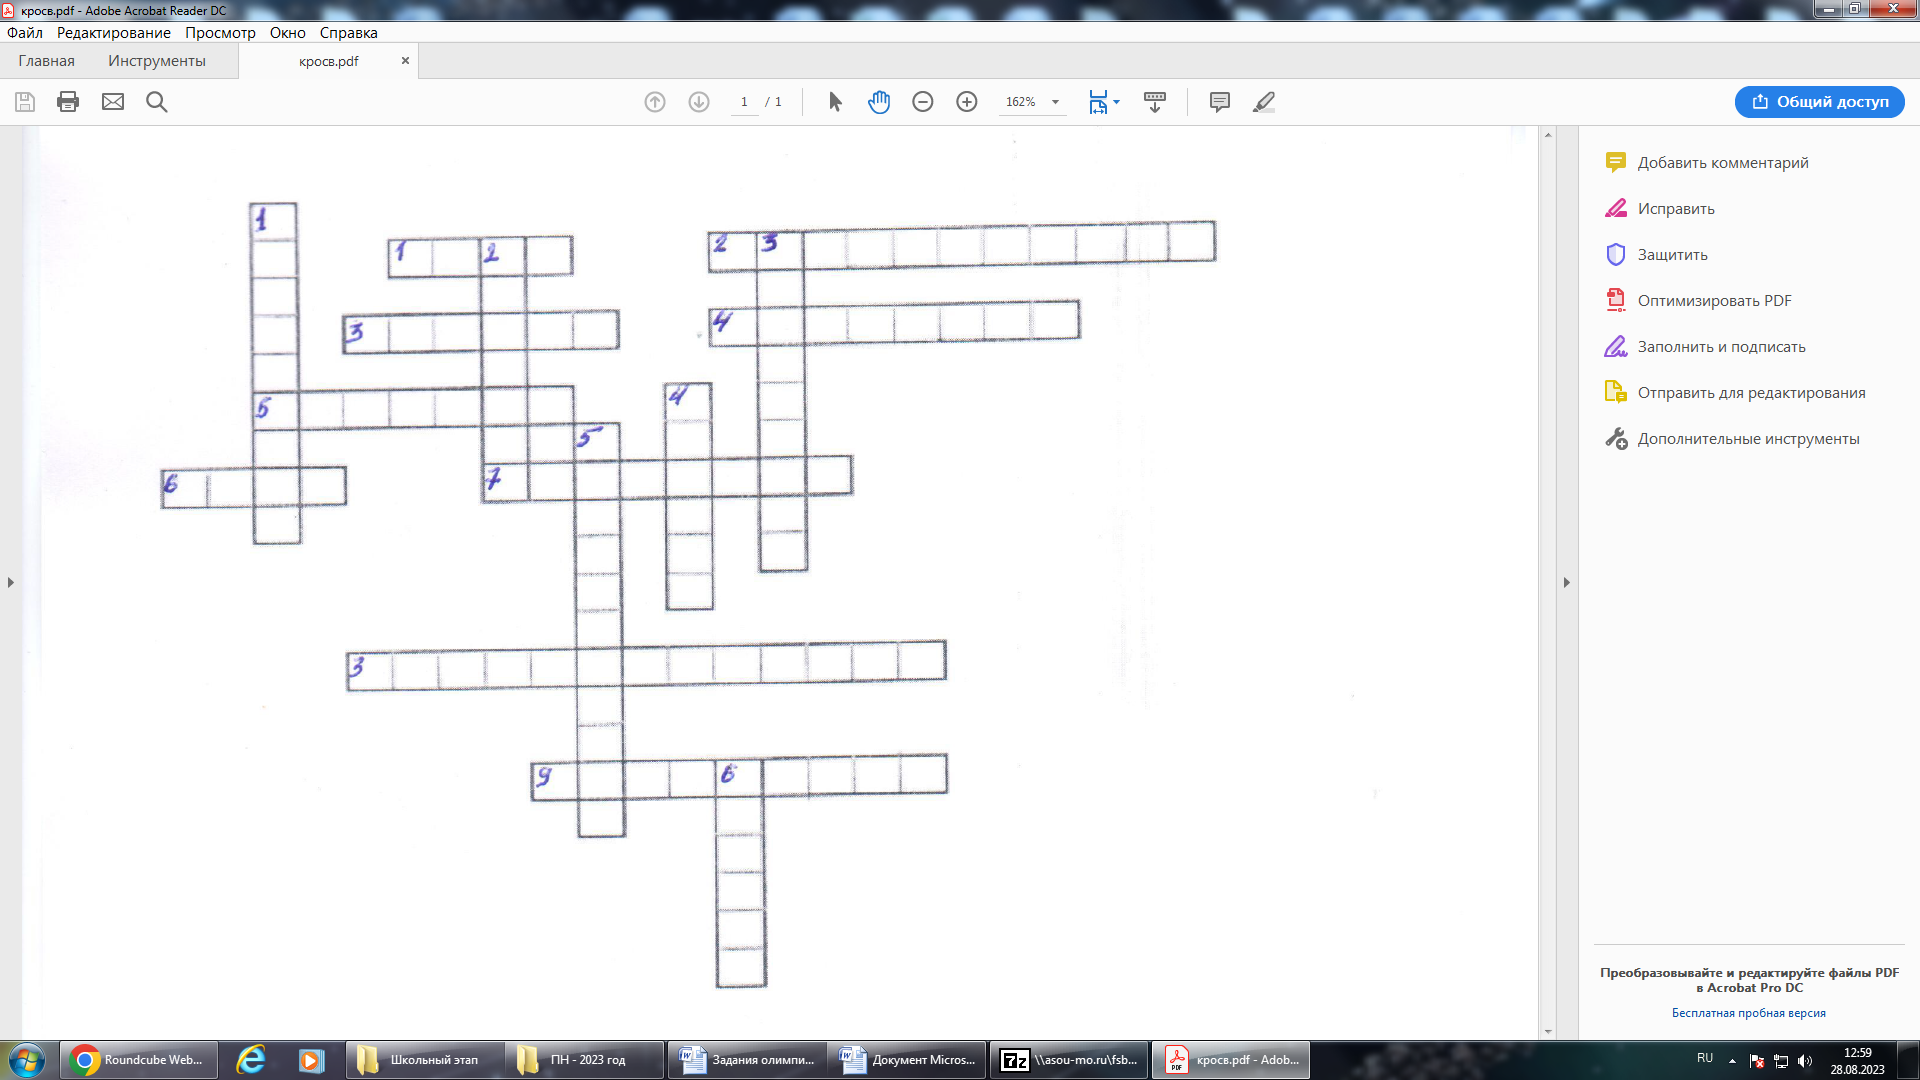 кросв.pdf - Adobe Acrobat Reader DC
Файл Редактирование Просмотр Окно Справка
Главная Инструменты кросв.pdf ×
1 / 1 162% Общий доступ
1
1 2
2 3
3
4
4
5
5
6
7
3
9 6
Добавить комментарий
Исправить
Защитить
Оптимизировать PDF
Заполнить и подписать
Отправить для редактирования
Дополнительные инструменты
Преобразовывайте и редактируйте файлы PDF
в Acrobat Pro DC
Бесплатная пробная версия
Roundcube Web... Школьный этап ПН - 2023 год Задания олимпи... Документ Micros... \\asou-mo.ru\fsb... кросв.pdf - Adob... RU 12:59
28.08.2023